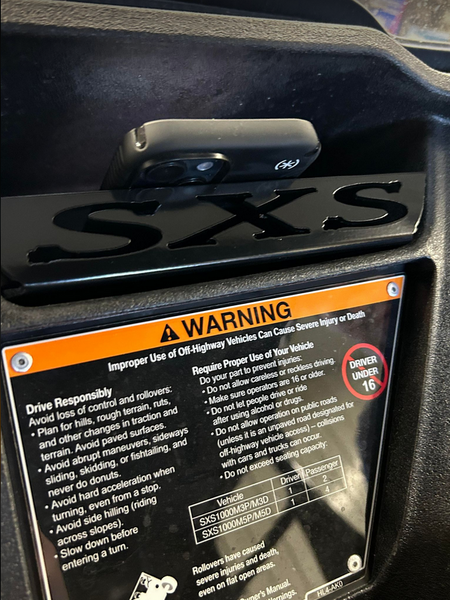 SXS
WARNING
Improper Use of Off-Highway Vehicles Can Cause Severe Injury or Death
Drive Responsibly
Avoid loss of control and rollovers:
• Plan for hills, rough terrain, ruts,
and other changes in traction and
terrain. Avoid paved surfaces.
• Avoid abrupt maneuvers, sideways
sliding, skidding, or fishtailing, and
never do donuts.
• Avoid hard acceleration when
turning, even from a stop.
• Avoid side hilling (riding
across slopes).
• Slow down before
entering a turn.
Require Proper Use of Your Vehicle
Do your part to prevent injuries:
• Do not allow careless or reckless driving.
• Make sure operators are 16 or older.
• Do not let people drive or ride
after using alcohol or drugs.
• Do not allow operation on public roads
(unless it is an unpaved road designated for
off-highway vehicle access) – collisions
with cars and trucks can occur.
• Do not exceed seating capacity:
DRIVER
UNDER
16
Vehicle Driver Passenger
SXS1000M3P/M3D 1 2
SXS1000M5P/M5D 1 4
Rollovers have caused
severe injuries and death,
even on flat open areas.
Owner's Manual.
Warnings.
HL4-AK0